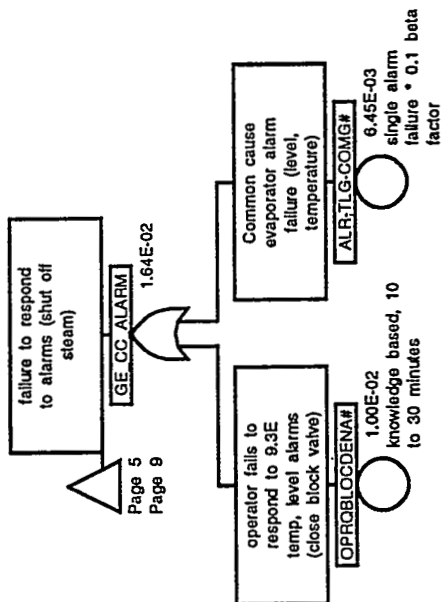 failure to respond
to alarms (shut off
steam)
GE_CC_ALARM
1.64E-02
Page 5
Page 9
operator fails to
respond to 9.3E
temp, level alarms
(close block valve)
OPRQBLOCDENA#
1.00E-02
knowledge based, 10
to 30 minutes
Common cause
evaporator alarm
failure (level,
temperature)
ALR-TLG-COMG#
6.45E-03
single alarm
failure * 0.1 beta
factor